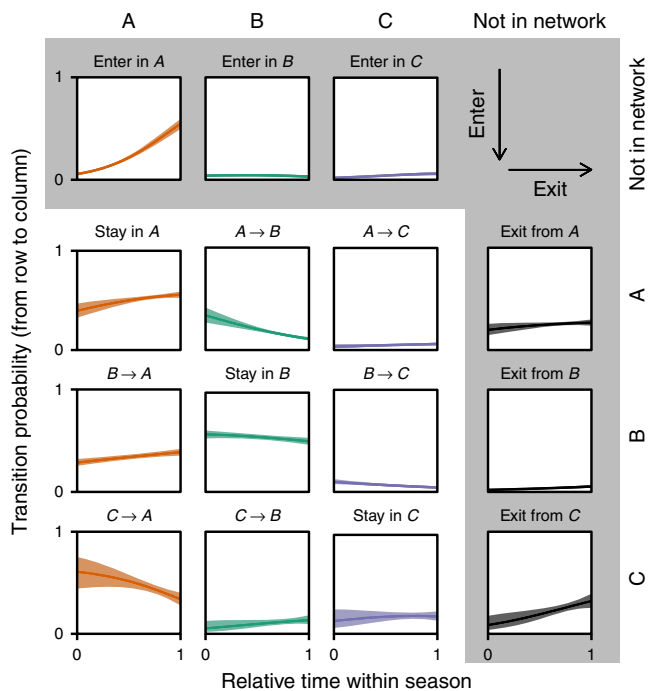 A B C Not in network
Enter in A Enter in B Enter in C
1
0
Enter
Exit
Not in network
Transition probability (from row to column)
Stay in A A → B A → C Exit from A
1
0
A
B → A Stay in B B → C Exit from B
1
0
B
C → A C → B Stay in C Exit from C
1
0
C
0 1 0 1 0 1 0 1
Relative time within season